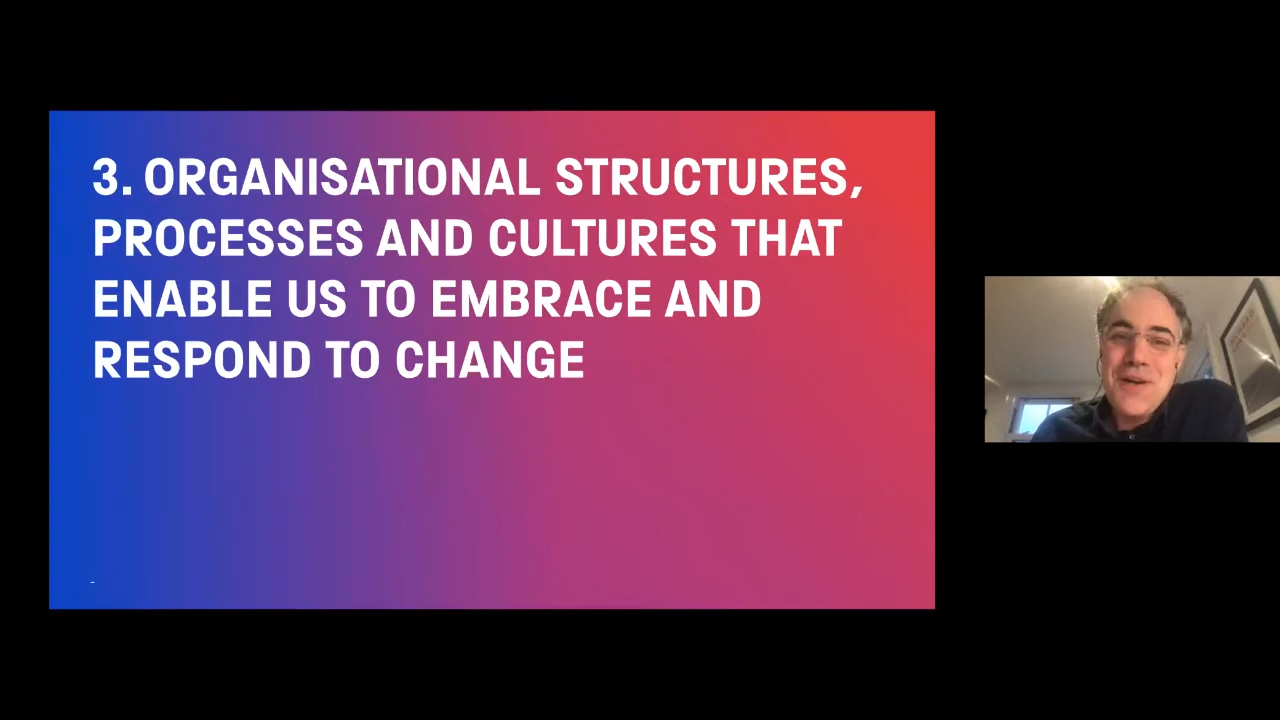 3. ORGANISATIONAL STRUCTURES,
PROCESSES AND CULTURES THAT
ENABLE US TO EMBRACE AND
RESPOND TO CHANGE
-